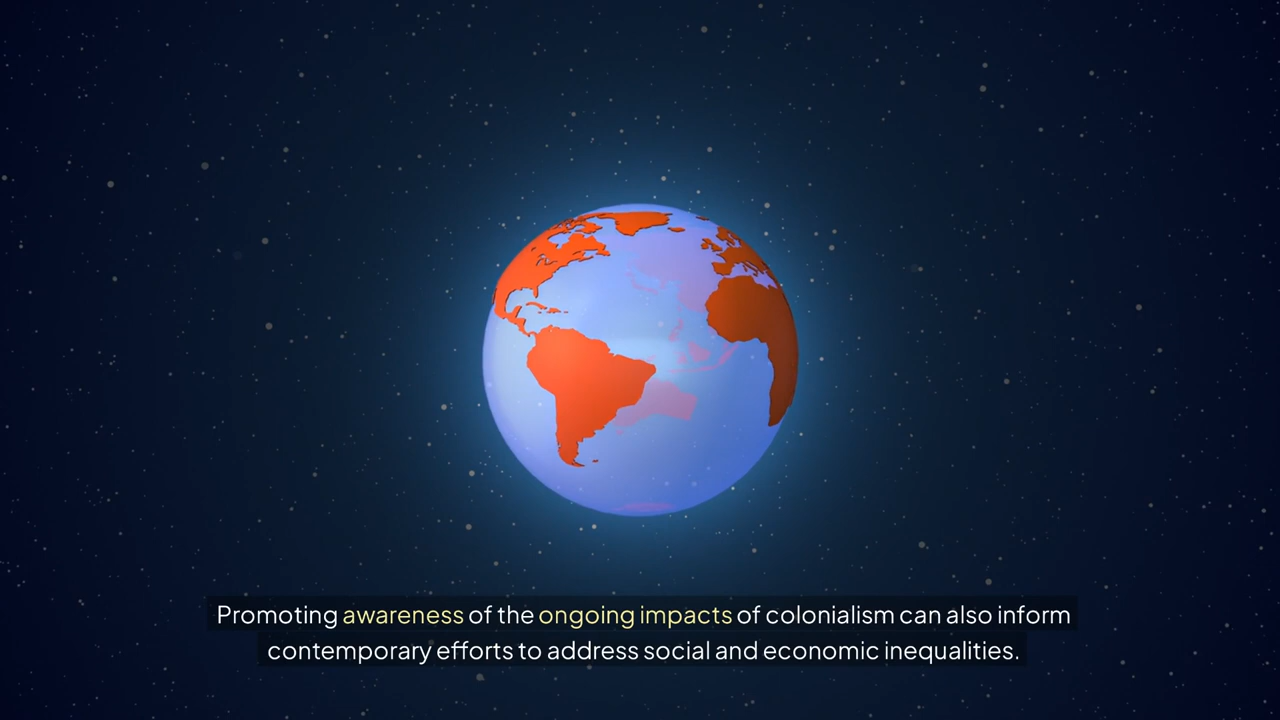 Promoting awareness of the ongoing impacts of colonialism can also inform
contemporary efforts to address social and economic inequalities.